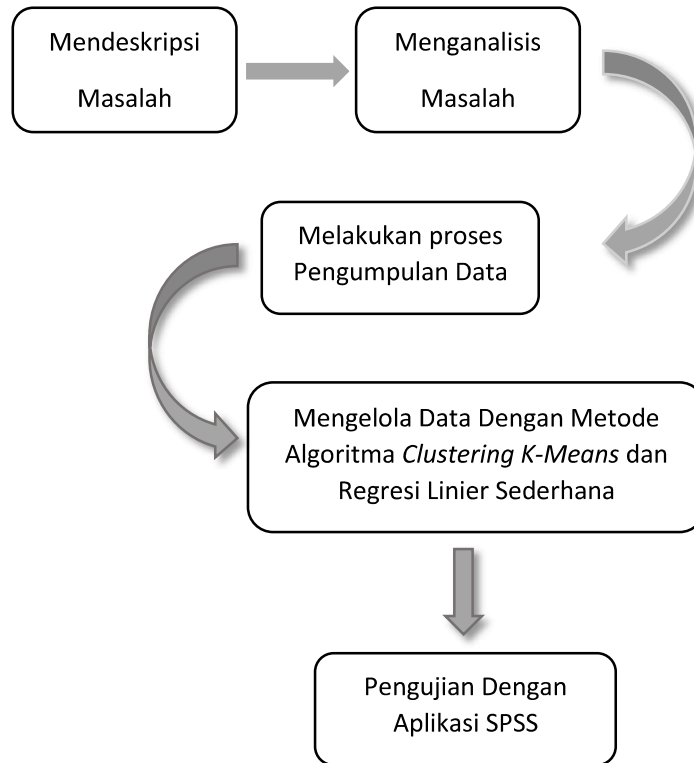 Mendeskripsi
Masalah
Menganalisis
Masalah
Melakukan proses
Pengumpulan Data
Mengelola Data Dengan Metode
Algoritma Clustering K-Means dan
Regresi Linier Sederhana
Pengujian Dengan
Aplikasi SPSS